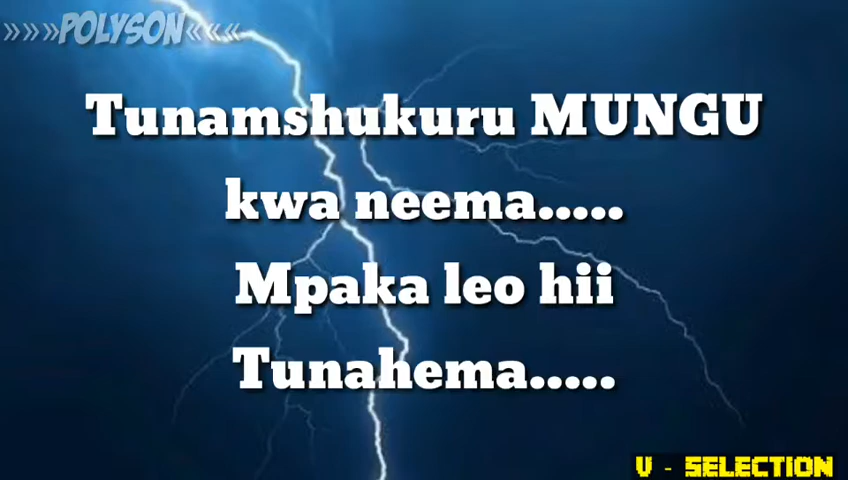 »»»POLYSON«««
Tunamshukuru MUNGU
kwa neema.....
Mpaka leo hii
Tunahema.....
V - SELECTION